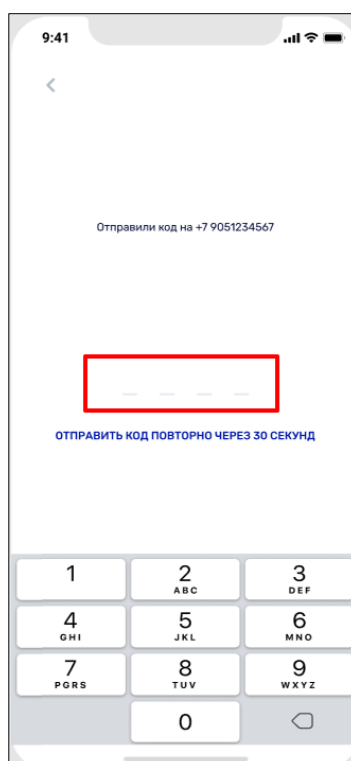 9:41
Отправили код на +7 9051234567
ОТПРАВИТЬ КОД ПОВТОРНО ЧЕРЕЗ 30 СЕКУНД
1 2 3
ABC DEF
4 5 6
GHI JKL MNO
7 8 9
PGRS TUV WXYZ
0